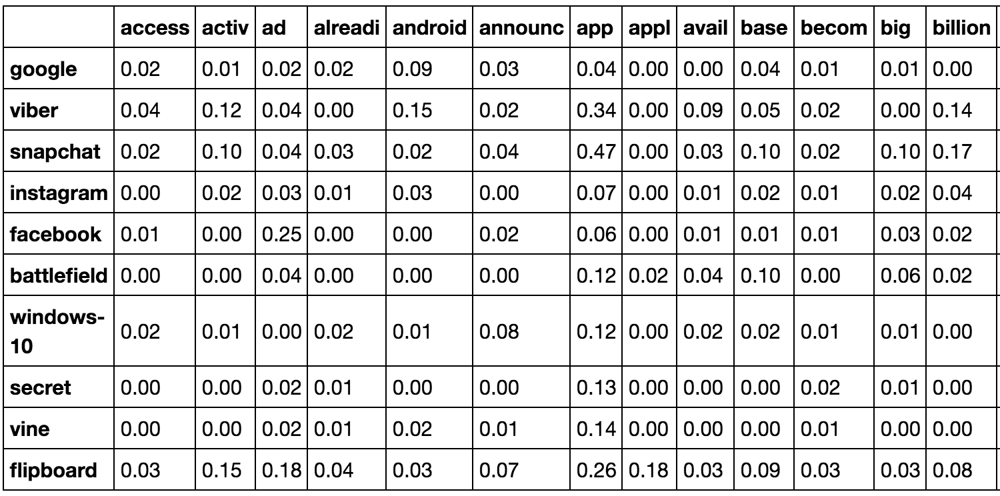 access activ ad alreadi android announc app appl avail base becom big billion
google 0.02 0.01 0.02 0.02 0.09 0.03 0.04 0.00 0.00 0.04 0.01 0.01 0.00
viber 0.04 0.12 0.04 0.00 0.15 0.02 0.34 0.00 0.09 0.05 0.02 0.00 0.14
snapchat 0.02 0.10 0.04 0.03 0.02 0.04 0.47 0.00 0.03 0.10 0.02 0.10 0.17
instagram 0.00 0.02 0.03 0.01 0.03 0.00 0.07 0.00 0.01 0.02 0.01 0.02 0.04
facebook 0.01 0.00 0.25 0.00 0.00 0.02 0.06 0.00 0.01 0.01 0.01 0.03 0.02
battlefield 0.00 0.00 0.04 0.00 0.00 0.00 0.12 0.02 0.04 0.10 0.00 0.06 0.02
windows-
10 0.02 0.01 0.00 0.02 0.01 0.08 0.12 0.00 0.02 0.02 0.01 0.01 0.00
secret 0.00 0.00 0.02 0.01 0.00 0.00 0.13 0.00 0.00 0.00 0.02 0.01 0.00
vine 0.00 0.00 0.02 0.01 0.02 0.01 0.14 0.00 0.00 0.00 0.01 0.00 0.00
flipboard 0.03 0.15 0.18 0.04 0.03 0.07 0.26 0.18 0.03 0.09 0.03 0.03 0.08